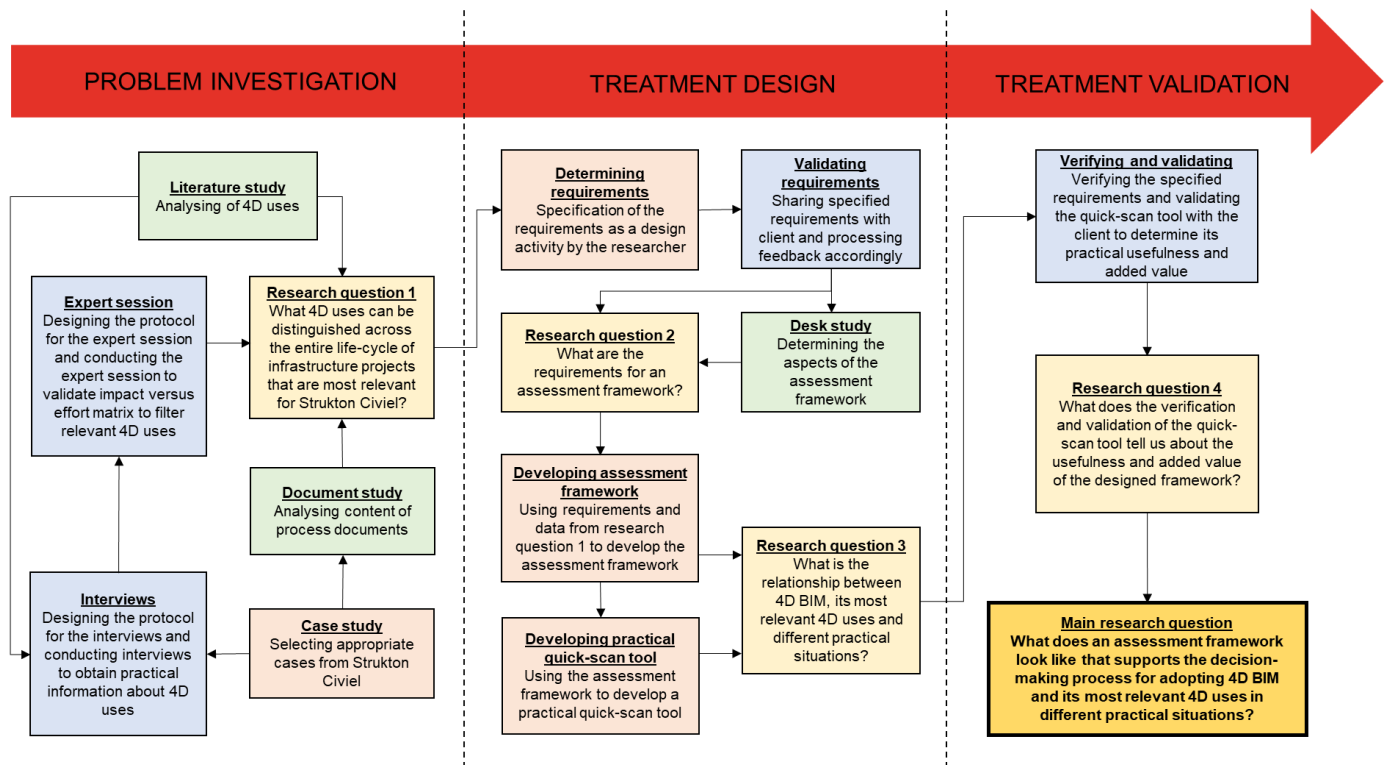 PROBLEM INVESTIGATION
TREATMENT DESIGN
TREATMENT VALIDATION
Literature study
Analysing of 4D uses
Expert session
Designing the protocol
for the expert session
and conducting the
expert session to
validate impact versus
effort matrix to filter
relevant 4D uses
Research question 1
What 4D uses can be
distinguished across
the entire life-cycle of
infrastructure projects
that are most relevant
for Strukton Civiel?
Document study
Analysing content of
process documents
Interviews
Designing the protocol
for the interviews and
conducting interviews
to obtain practical
information about 4D
uses
Case study
Selecting appropriate
cases from Strukton
Civiel
Determining
requirements
Specification of the
requirements as a design
activity by the researcher
Validating
requirements
Sharing specified
requirements with
client and processing
feedback accordingly
Research question 2
What are the
requirements for an
assessment framework?
Desk study
Determining the
aspects of the
assessment
framework
Developing assessment
framework
Using requirements and
data from research
question 1 to develop the
assessment framework
Research question 3
What is the
relationship between
4D BIM, its most
relevant 4D uses and
different practical
situations?
Developing practical
quick-scan tool
Using the assessment
framework to develop a
practical quick-scan tool
Verifying and validating
Verifying the specified
requirements and validating
the quick-scan tool with the
client to determine its
practical usefulness and
added value
Research question 4
What does the verification
and validation of the quick-
scan tool tell us about the
usefulness and added value
of the designed framework?
Main research question
What does an assessment framework
look like that supports the decision-
making process for adopting 4D BIM
and its most relevant 4D uses in
different practical situations?